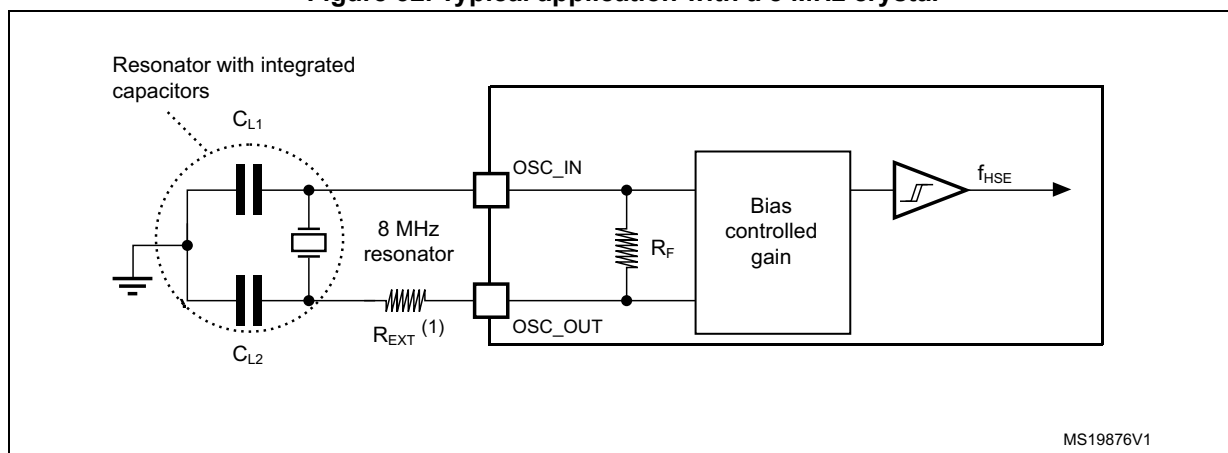 Resonator with integrated
capacitors
CL1
OSC_IN
fHSE
8 MHz
resonator
RF
Bias
controlled
gain
REXT (1)
OSC_OUT
CL2
MS19876V1